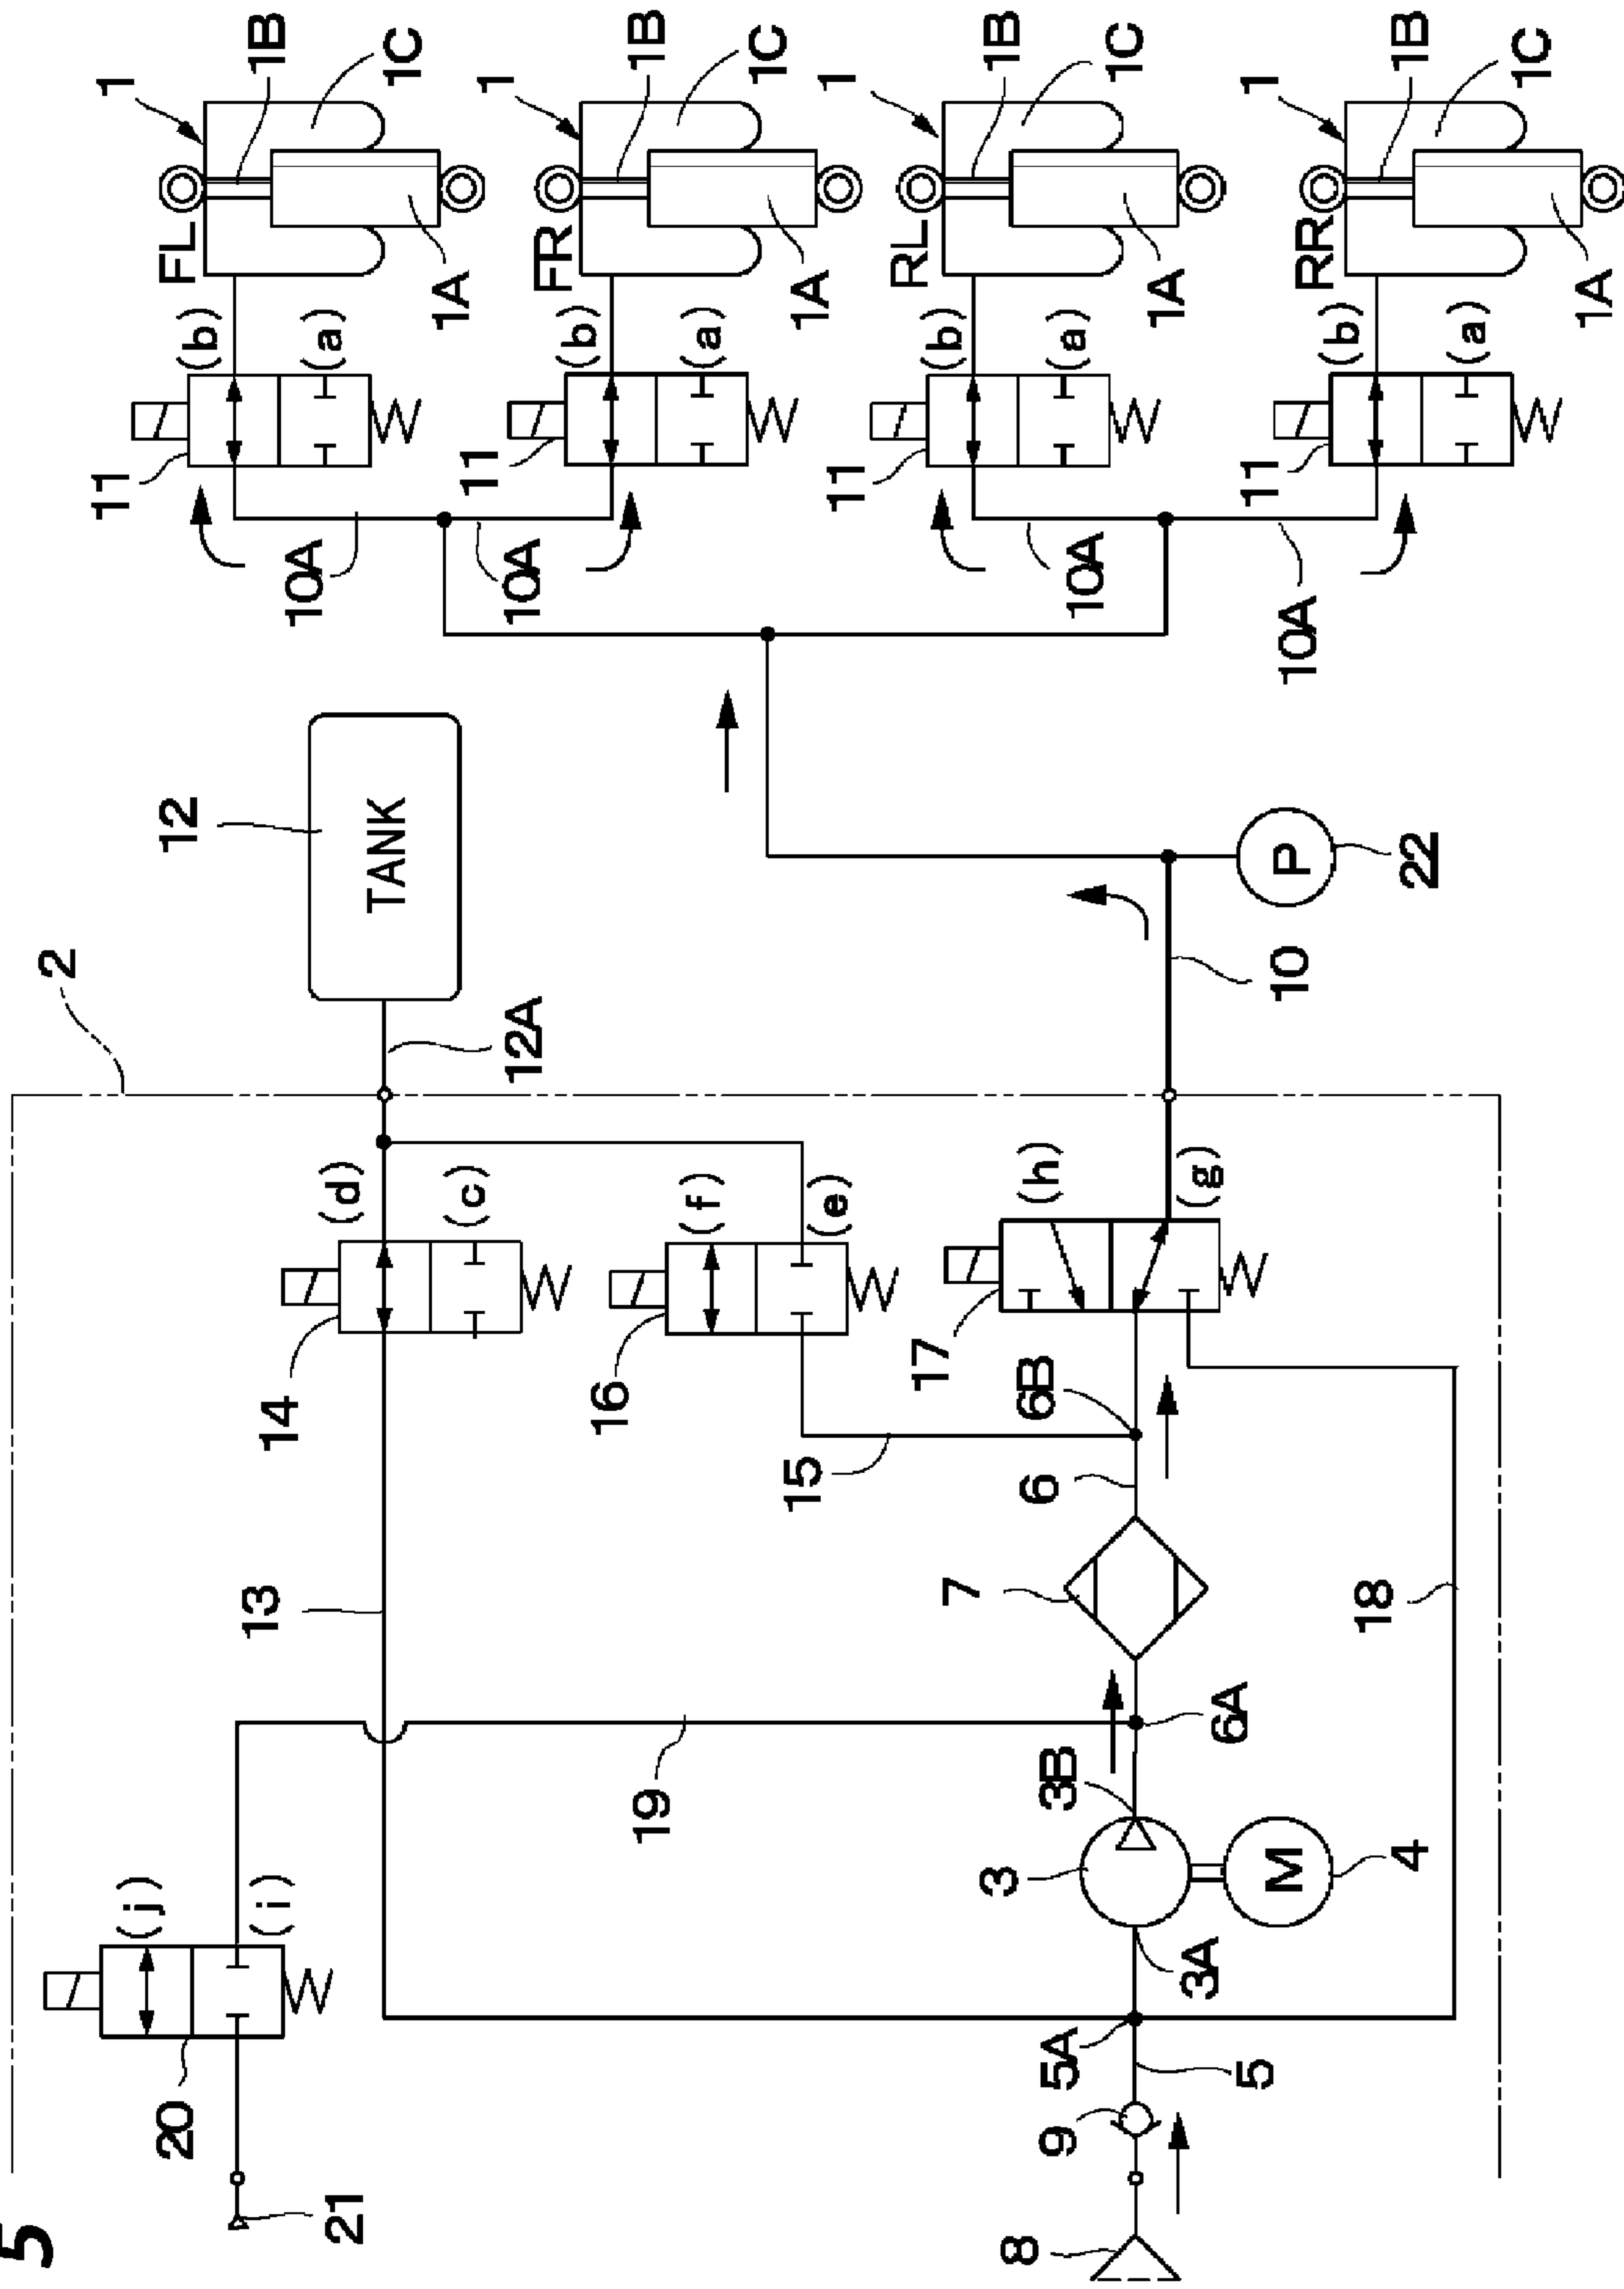 5
2
12
TANK
12A
1
1B
1C
FL
1A
(b)
(a)
11
10A
1
1B
1C
FR
1A
(b)
(a)
11
10A
1
1B
1C
RL
1A
(b)
(a)
11
10A
1
1B
1C
RR
1A
(b)
(a)
11
10A
(j)
(i)
20
21
13
14
(d)
(c)
16
(f)
(e)
15
17
(h)
(g)
6B
6
7
6A
19
3B
3
3A
M
4
5A
5
9
8
18
10
P
22